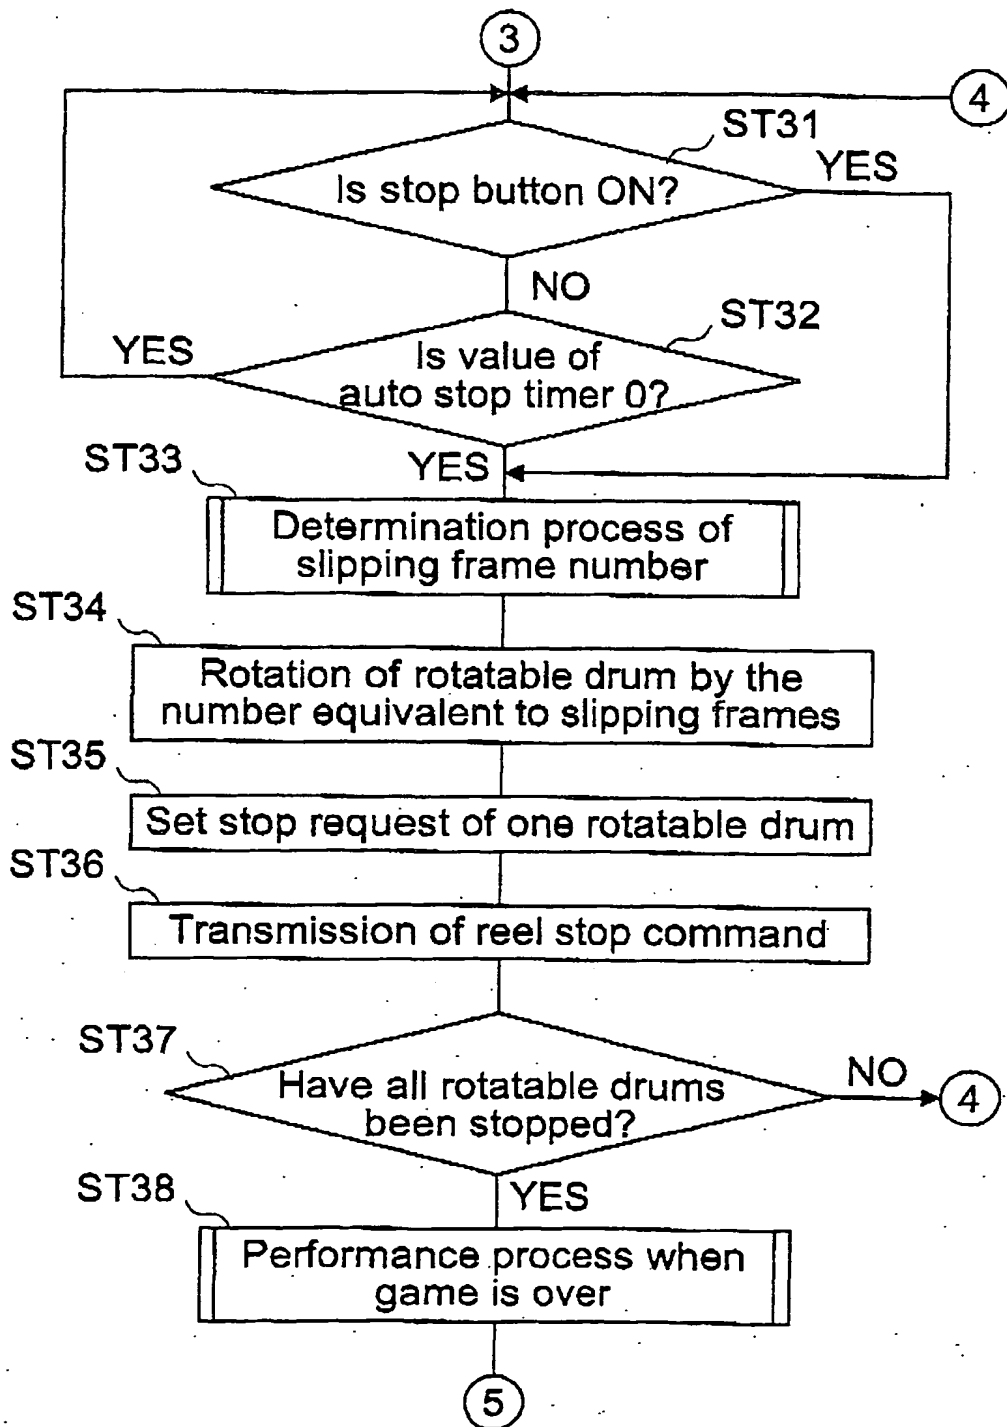 3
4
ST31
Is stop button ON?
YES
NO
ST32
YES
Is value of
auto stop timer 0?
ST33
YES
Determination process of
slipping frame number
ST34
Rotation of rotatable drum by the
number equivalent to slipping frames
ST35
Set stop request of one rotatable drum
ST36
Transmission of reel stop command
ST37
Have all rotatable drums
been stopped?
NO
4
ST38
YES
Performance process when
game is over
5